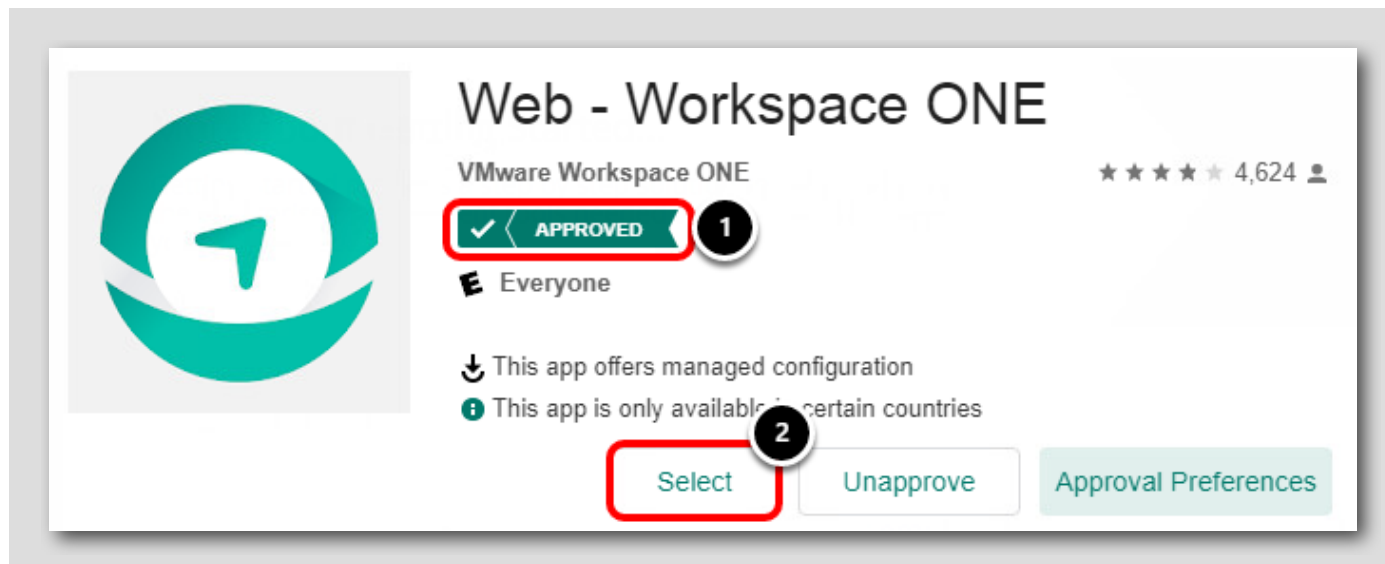 Web - Workspace ONE
VMware Workspace ONE
4,624
APPROVED
1
E Everyone
This app offers managed configuration
This app is only available certain countries
2
Select
Unapprove
Approval Preferences